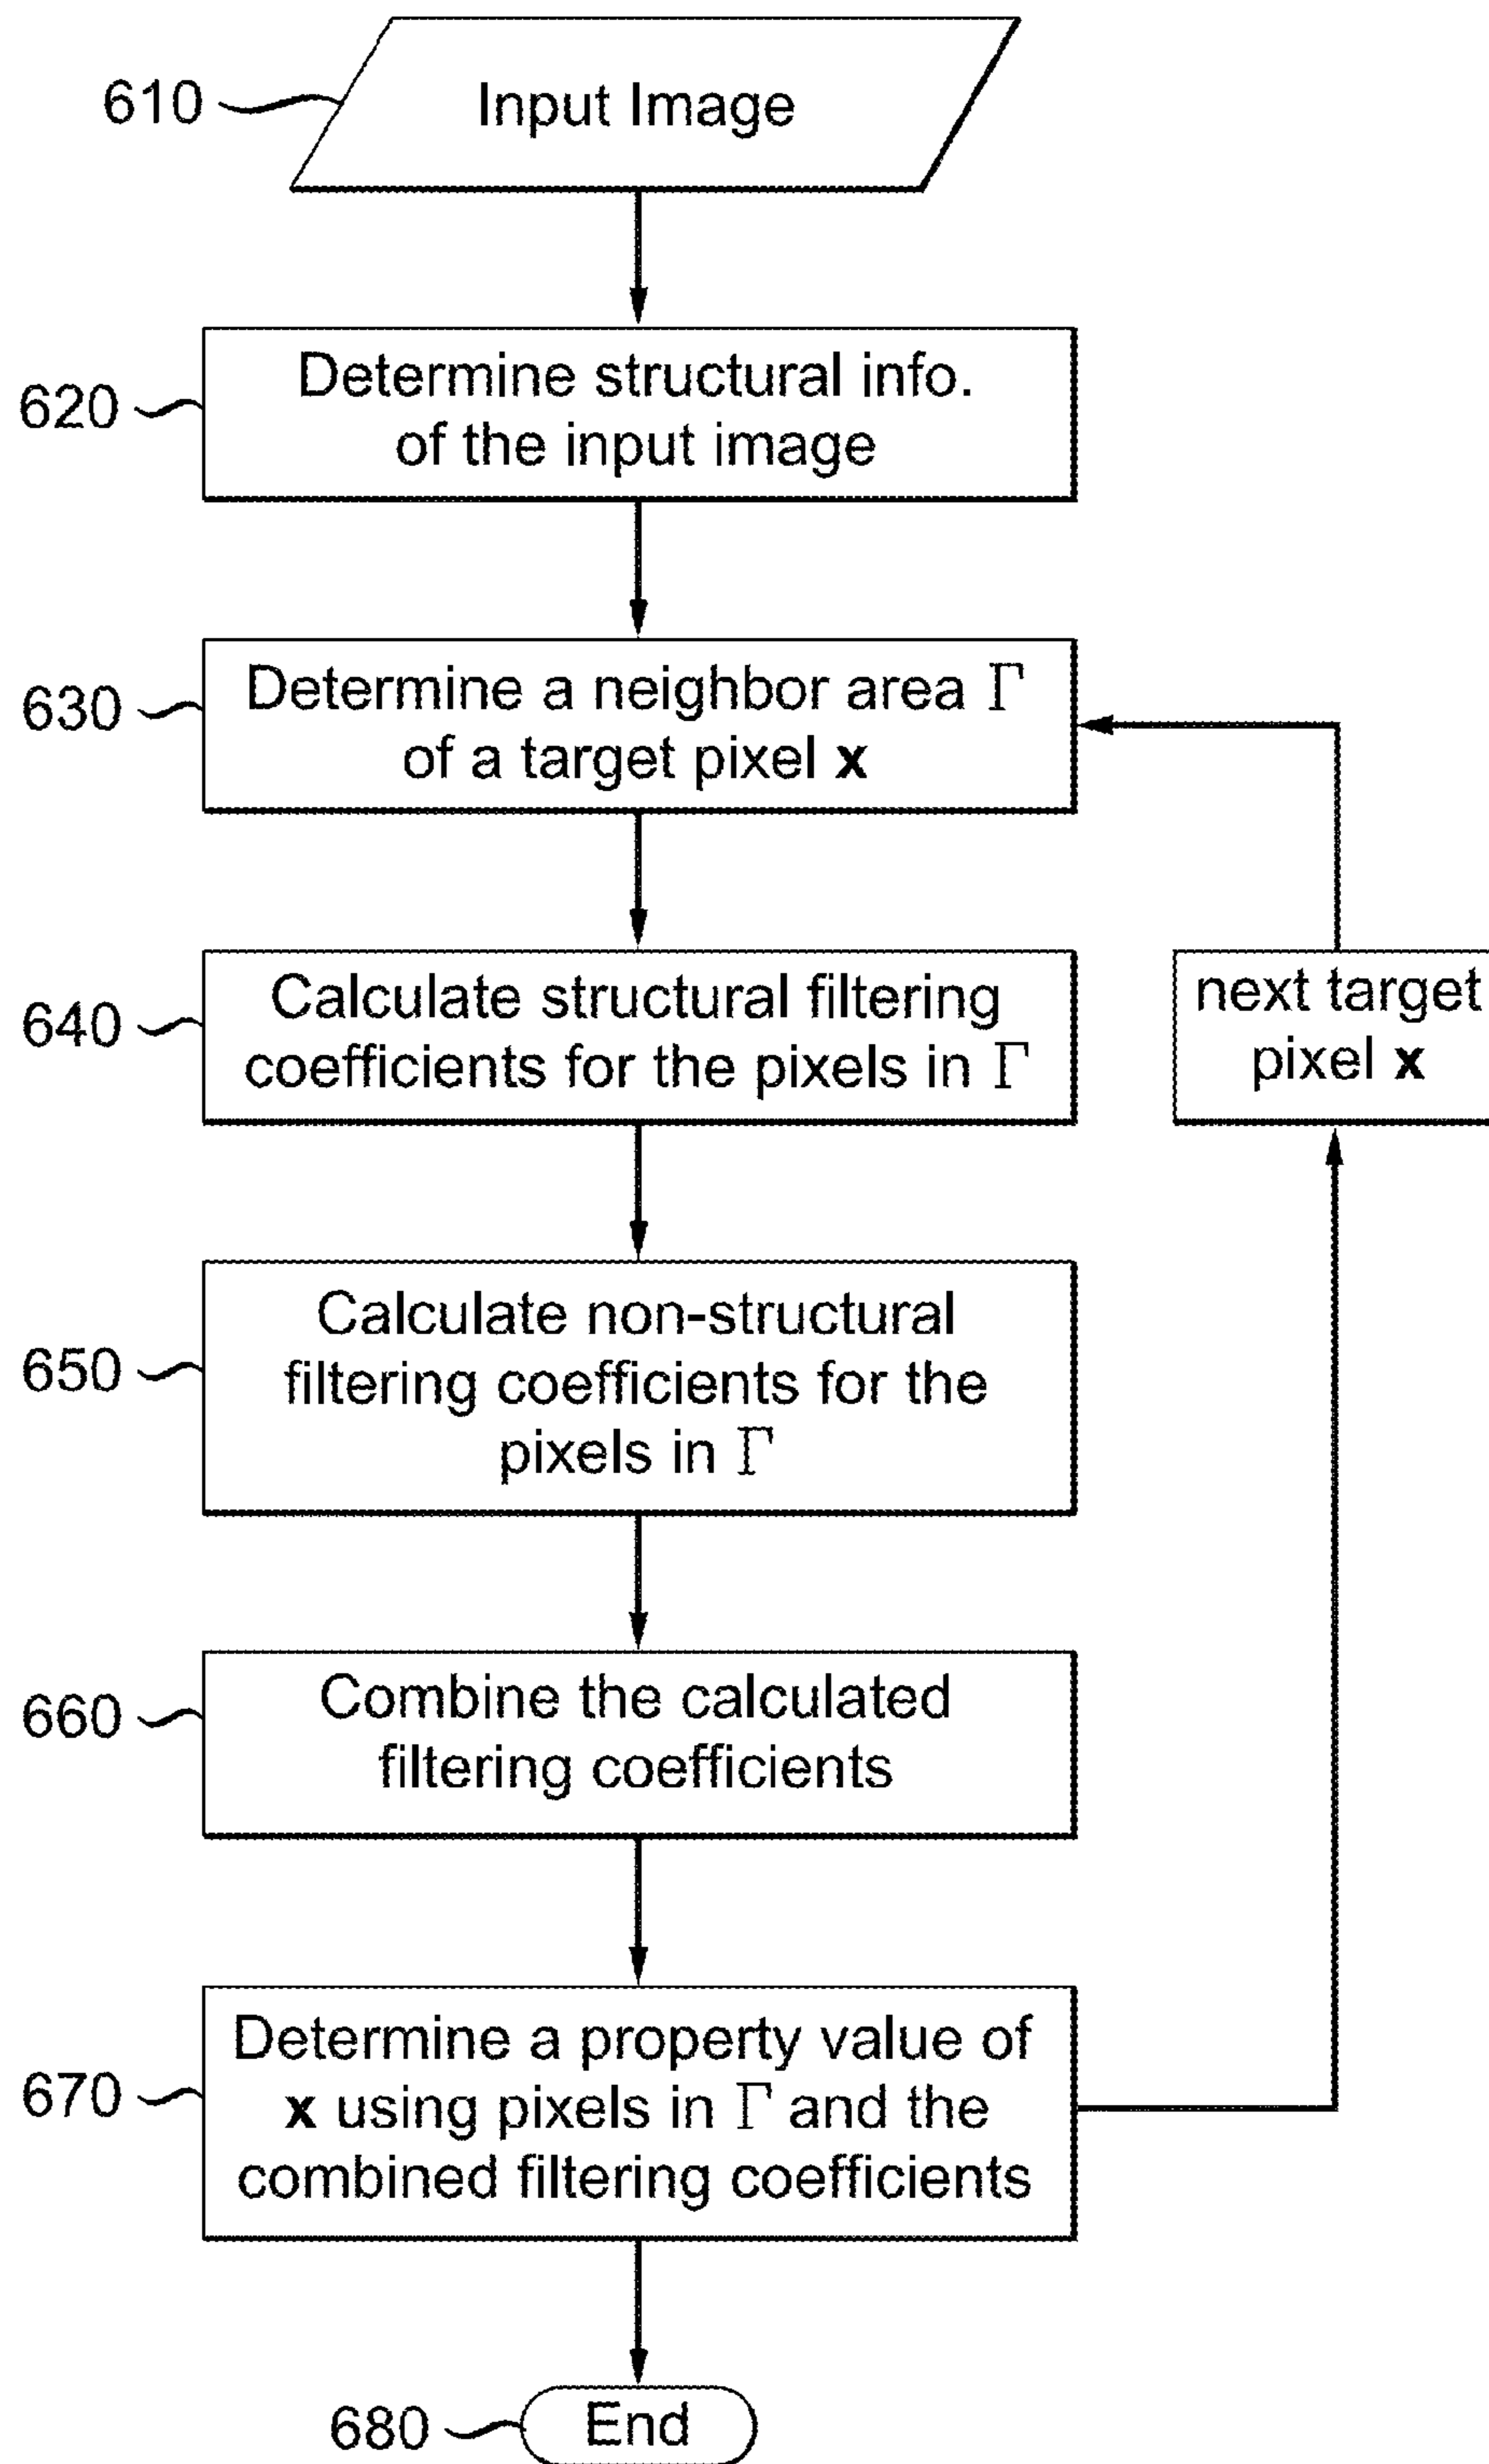 610
Input Image
620
Determine structural info.
of the input image
630
Determine a neighbor area Γ
of a target pixel x
640
Calculate structural filtering
coefficients for the pixels in Γ
next target
pixel x
650
Calculate non-structural
filtering coefficients for the
pixels in Γ
660
Combine the calculated
filtering coefficients
670
Determine a property value of
x using pixels in Γ and the
combined filtering coefficients
680
End